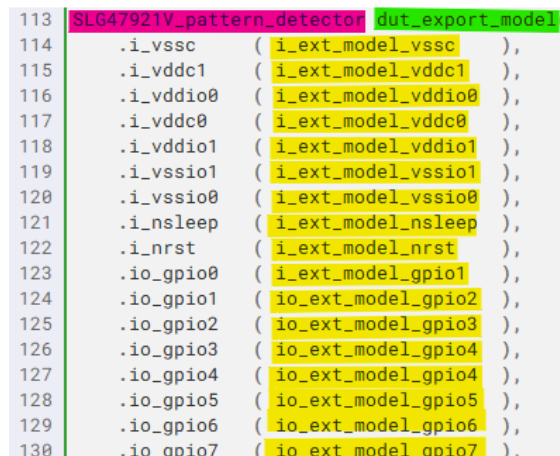 113 SLG47921V_pattern_detector dut_export_model
114 .i_vssc ( i_ext_model_vssc ),
115 .i_vddc1 ( i_ext_model_vddc1 ),
116 .i_vddio0 ( i_ext_model_vddio0 ),
117 .i_vddc0 ( i_ext_model_vddc0 ),
118 .i_vddio1 ( i_ext_model_vddio1 ),
119 .i_vssio1 ( i_ext_model_vssio1 ),
120 .i_vssio0 ( i_ext_model_vssio0 ),
121 .i_nsleep ( i_ext_model_nsleep ),
122 .i_nrst ( i_ext_model_nrst ),
123 .io_gpio0 ( i_ext_model_gpio1 ),
124 .io_gpio1 ( io_ext_model_gpio2 ),
125 .io_gpio2 ( io_ext_model_gpio3 ),
126 .io_gpio3 ( io_ext_model_gpio4 ),
127 .io_gpio4 ( io_ext_model_gpio4 ),
128 .io_gpio5 ( io_ext_model_gpio5 ),
129 .io_gpio6 ( io_ext_model_gpio6 ),
130 .io_gpio7 ( io_ext_model_gpio7 ),